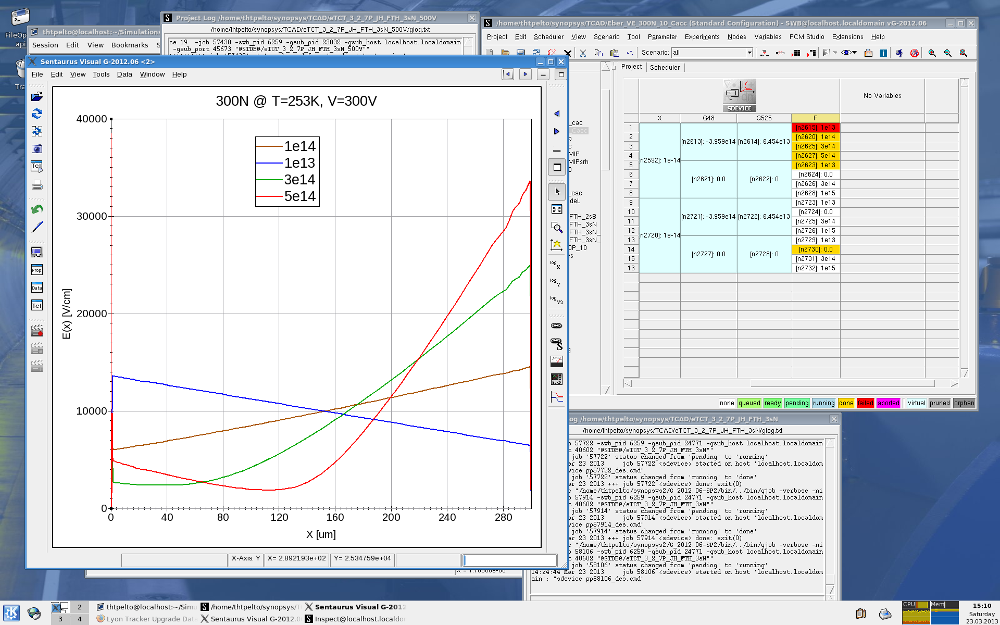 FileOp
api
Tra
thtpelto@localhost:~/Simulations
Session Edit View Bookmarks S
Project Log /home/thtpelto/synopsys/TCAD/eTCT_3_2_7P_JH_FTH_3sN_500V
/home/thtpelto/synopsys/TCAD/eTCT_3_2_7P_JH_FTH_3sN_500V/glog.txt
ce 19 -job 57430 -swb_pid 6259 -gsub_pid 23032 -gsub_host localhost.localdomain
-gsub_port 45673 "@STDB@/eTCT_3_2_7P_JH_FTH_3sN_500V""
/home/thtpelto/synopsys/TCAD/Eber_VE_300N_10_Cacc (Standard Configuration) - SWB@localhost.localdomain vG-2012.06
Project Edit Scheduler View Scenario Tool Parameter Experiments Nodes Variables PCM Studio Extensions Help
Scenario: all
Project Scheduler
SDEVICE
No Variables
X G48 G525 F
1 [n2615]: 1e13
2 [n2620]: 1e14
[n2613]: -3.959e14 [n2614]: 6.454e13
3 [n2625]: 3e14
4 [n2627]: 5e14
[n2592]: 1e-14
5 [n2623]: 1e13
6 [n2624]: 0.0
[n2621]: 0.0 [n2622]: 0
7 [n2626]: 3e14
8 [n2628]: 1e15
9 [n2723]: 1e13
10 [n2724]: 0.0
[n2721]: -3.959e14 [n2722]: 6.454e13
11 [n2725]: 3e14
12 [n2726]: 1e15
[n2720]: 1e-14
13 [n2729]: 1e13
14 [n2730]: 0.0
[n2727]: 0.0 [n2728]: 0
15 [n2731]: 3e14
16 [n2732]: 1e15
none queued ready pending running done failed aborted virtual pruned orphan
_cac
_Cacc
MIP
MIPsrh
_cac
deL
FTH_2sB
FTH_3sN
FTH_3sN_
FTH_3sN_
0P_10
Sentaurus Visual G-2012.06 <2>
File Edit View Tools Data Window Help
Tcl
Prop
Data
Tcl
log X
log Y
log Y2
300N @ T=253K, V=300V
1e14
1e13
3e14
5e14
40000
30000
20000
10000
0
E(x) [V/cm]
0 40 80 120 160 200 240 280
X [um]
X-Axis: Y X= 2.892193e+02 Y= 2.534759e+04
og /home/thtpelto/synopsys/TCAD/eTCT_3_2_7P_JH_FTH_3sN
/home/thtpelto/synopsys/TCAD/eTCT_3_2_7P_JH_FTH_3sN/glog.txt
57722 -swb_pid 6259 -gsub_pid 24771 -gsub_host localhost.localdomain
40602 "@STDB@/eTCT_3_2_7P_JH_FTH_3sN""
job '57722' status changed from 'pending' to 'running'
ar 23 2013 job 57722 <sdevice> started on host 'localhost.localdom
vice pp57722_des.cmd"
job '57722' status changed from 'running' to 'done'
ar 23 2013 +++ job 57722 <sdevice> done: exit(0)
c "/home/thtpelto/synopsys2/G_2012.06-SP2/bin/../bin/gjob -verbose -ni
57914 -swb_pid 6259 -gsub_pid 24771 -gsub_host localhost.localdomain
40602 "@STDB@/eTCT_3_2_7P_JH_FTH_3sN""
job '57914' status changed from 'pending' to 'running'
ar 23 2013 job 57914 <sdevice> started on host 'localhost.localdom
vice pp57914_des.cmd"
job '57914' status changed from 'running' to 'done'
ar 23 2013 +++ job 57914 <sdevice> done: exit(0)
c "/home/thtpelto/synopsys2/G_2012.06-SP2/bin/../bin/gjob -verbose -ni
58106 -swb_pid 6259 -gsub_pid 24771 -gsub_host localhost.localdomain
40602 "@STDB@/eTCT_3_2_7P_JH_FTH_3sN""
job '58106' status changed from 'pending' to 'running'
14:24:44 Mar 23 2013 job 58106 <sdevice> started on host 'localhost.localdom
ain': "sdevice pp58106_des.cmd"
2 thtpelto@localhost:~/Simu /home/thtpelto/synopsys/T Sentaurus Visual G-2012
3 4 Lyon Tracker Upgrade Data Sentaurus Visual G-2012.0 Inspect@localhost.localdo
CPU Mem
15:10
Saturday
23.03.2013